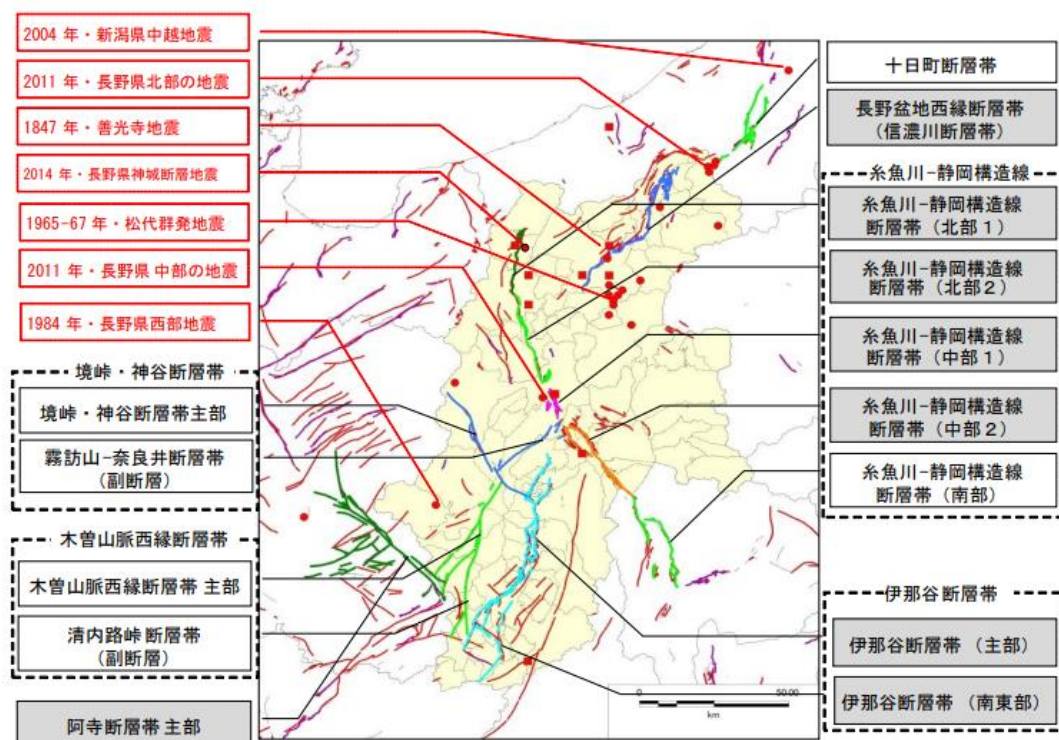 2004 年・新潟県中越地震
2011 年・長野県北部の地震
1847 年・善光寺地震
2014 年・長野県神城断層地震
1965-67 年・松代群発地震
2011 年・長野県 中部の地震
1984 年・長野県西部地震
境峠・神谷断層帯
境峠・神谷断層帯主部
霧訪山-奈良井断層帯
(副断層)
木曽山脈西縁断層帯
木曽山脈西縁断層帯 主部
清内路峠断層帯
(副断層)
阿寺断層帯 主部
十日町断層帯
長野盆地西縁断層帯
(信濃川断層帯)
糸魚川-静岡構造線
糸魚川-静岡構造線
断層帯（北部１）
糸魚川-静岡構造線
断層帯（北部２）
糸魚川-静岡構造線
断層帯（中部１）
糸魚川-静岡構造線
断層帯（中部２）
糸魚川-静岡構造線
断層帯（南部）
伊那谷断層帯
伊那谷断層帯 （主部）
伊那谷断層帯 （南東部）
0 50.00
km